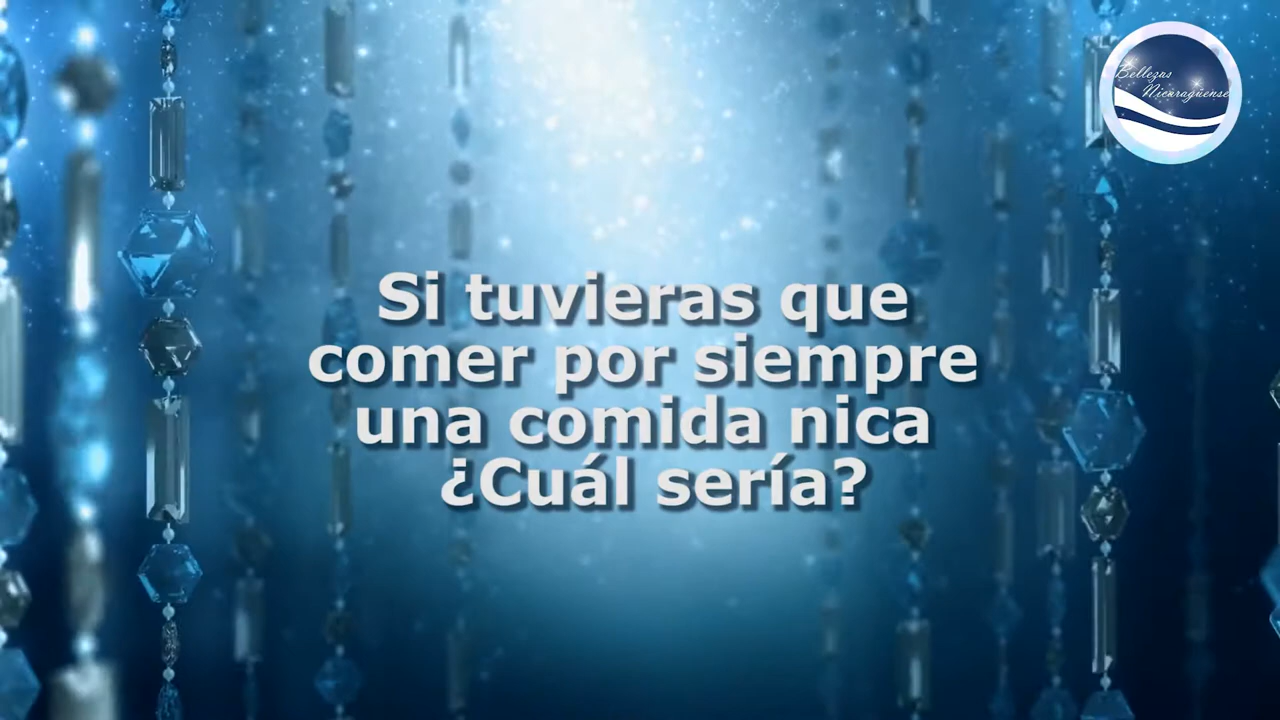 Bellezas
Nicaragüense
Si tuvieras que
comer por siempre
una comida nica
¿Cuál sería?